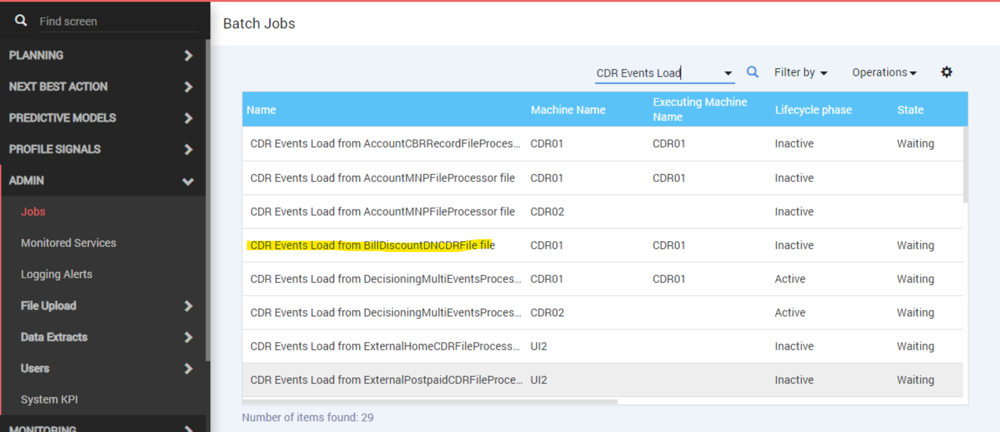 Find screen
PLANNING
NEXT BEST ACTION
PREDICTIVE MODELS
PROFILE SIGNALS
ADMIN
Jobs
Monitored Services
Logging Alerts
File Upload
Data Extracts
Users
System KPI
MONITORING
Batch Jobs
CDR Events Load Filter by Operations
Name Machine Name Executing Machine Name Lifecycle phase State
CDR Events Load from AccountCBRRecordFileProces... CDR01 CDR01 Inactive Waiting
CDR Events Load from AccountMNPFileProcessor file CDR01 CDR01 Inactive
CDR Events Load from AccountMNPFileProcessor file CDR02 Inactive
CDR Events Load from BillDiscountDNCDRFile file CDR01 CDR01 Inactive Waiting
CDR Events Load from DecisioningMultiEventsProces... CDR01 CDR01 Active Waiting
CDR Events Load from DecisioningMultiEventsProces... CDR02 Active Waiting
CDR Events Load from ExternalHomeCDRFileProcess... UI2 Inactive Waiting
CDR Events Load from ExternalPostpaidCDRFileProce... UI2 Inactive Waiting
Number of items found: 29